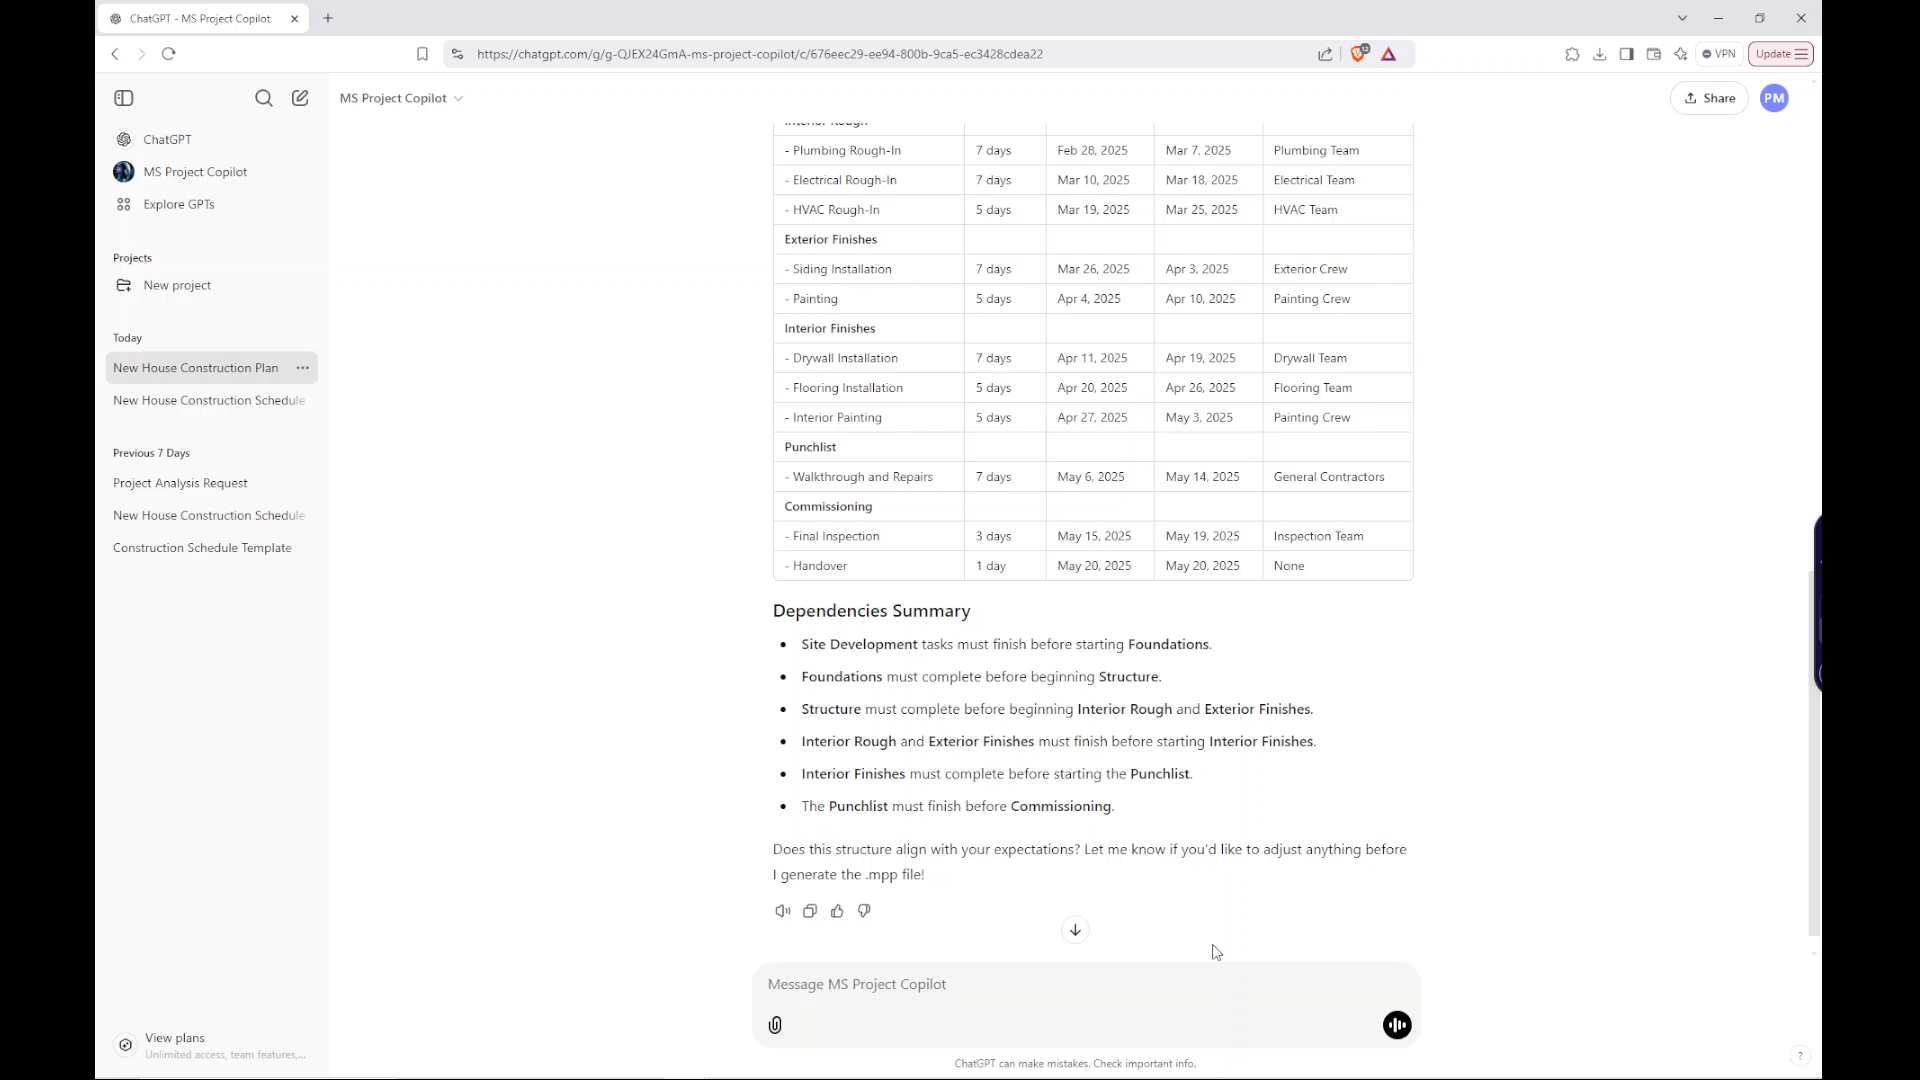 ChatGPT - MS Project Copilot
https://chatgpt.com/g/g-QJEX24GmA-ms-project-copilot/c/676eec29-ee94-800b-9ca5-ec3428cdea22
12
VPN
Update
MS Project Copilot
Share
PM
ChatGPT
MS Project Copilot
Explore GPTs
Projects
New project
Today
New House Construction Plan
New House Construction Schedule
Previous 7 Days
Project Analysis Request
New House Construction Schedule
Construction Schedule Template
View plans
Unlimited access, team features,...
Interior Rough
- Plumbing Rough-In 7 days Feb 28, 2025 Mar 7, 2025 Plumbing Team
- Electrical Rough-In 7 days Mar 10, 2025 Mar 18, 2025 Electrical Team
- HVAC Rough-In 5 days Mar 19, 2025 Mar 25, 2025 HVAC Team
Exterior Finishes
- Siding Installation 7 days Mar 26, 2025 Apr 3, 2025 Exterior Crew
- Painting 5 days Apr 4, 2025 Apr 10, 2025 Painting Crew
Interior Finishes
- Drywall Installation 7 days Apr 11, 2025 Apr 19, 2025 Drywall Team
- Flooring Installation 5 days Apr 20, 2025 Apr 26, 2025 Flooring Team
- Interior Painting 5 days Apr 27, 2025 May 3, 2025 Painting Crew
Punchlist
- Walkthrough and Repairs 7 days May 6, 2025 May 14, 2025 General Contractors
Commissioning
- Final Inspection 3 days May 15, 2025 May 19, 2025 Inspection Team
- Handover 1 day May 20, 2025 May 20, 2025 None
Dependencies Summary
• Site Development tasks must finish before starting Foundations.
• Foundations must complete before beginning Structure.
• Structure must complete before beginning Interior Rough and Exterior Finishes.
• Interior Rough and Exterior Finishes must finish before starting Interior Finishes.
• Interior Finishes must complete before starting the Punchlist.
• The Punchlist must finish before Commissioning.
Does this structure align with your expectations? Let me know if you'd like to adjust anything before
I generate the .mpp file!
Message MS Project Copilot
ChatGPT can make mistakes. Check important info.
?